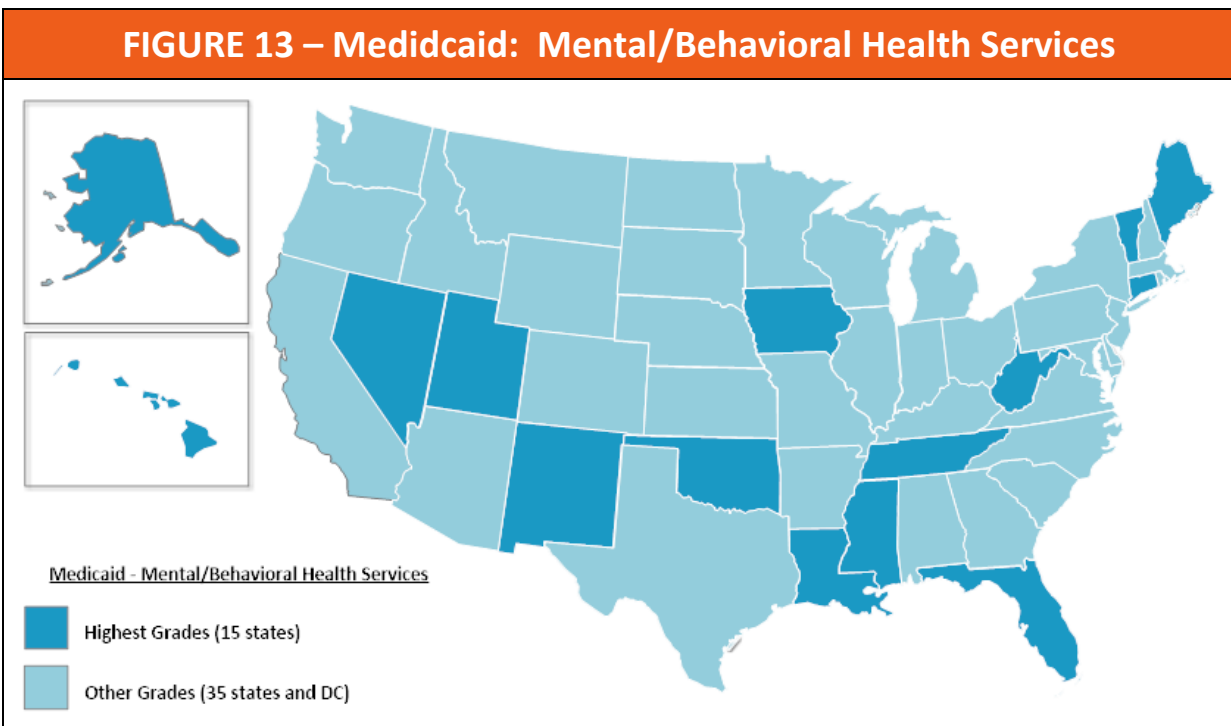 FIGURE 13 – Medidcaid: Mental/Behavioral Health Services
Medicaid - Mental/Behavioral Health Services
Highest Grades (15 states)
Other Grades (35 states and DC)